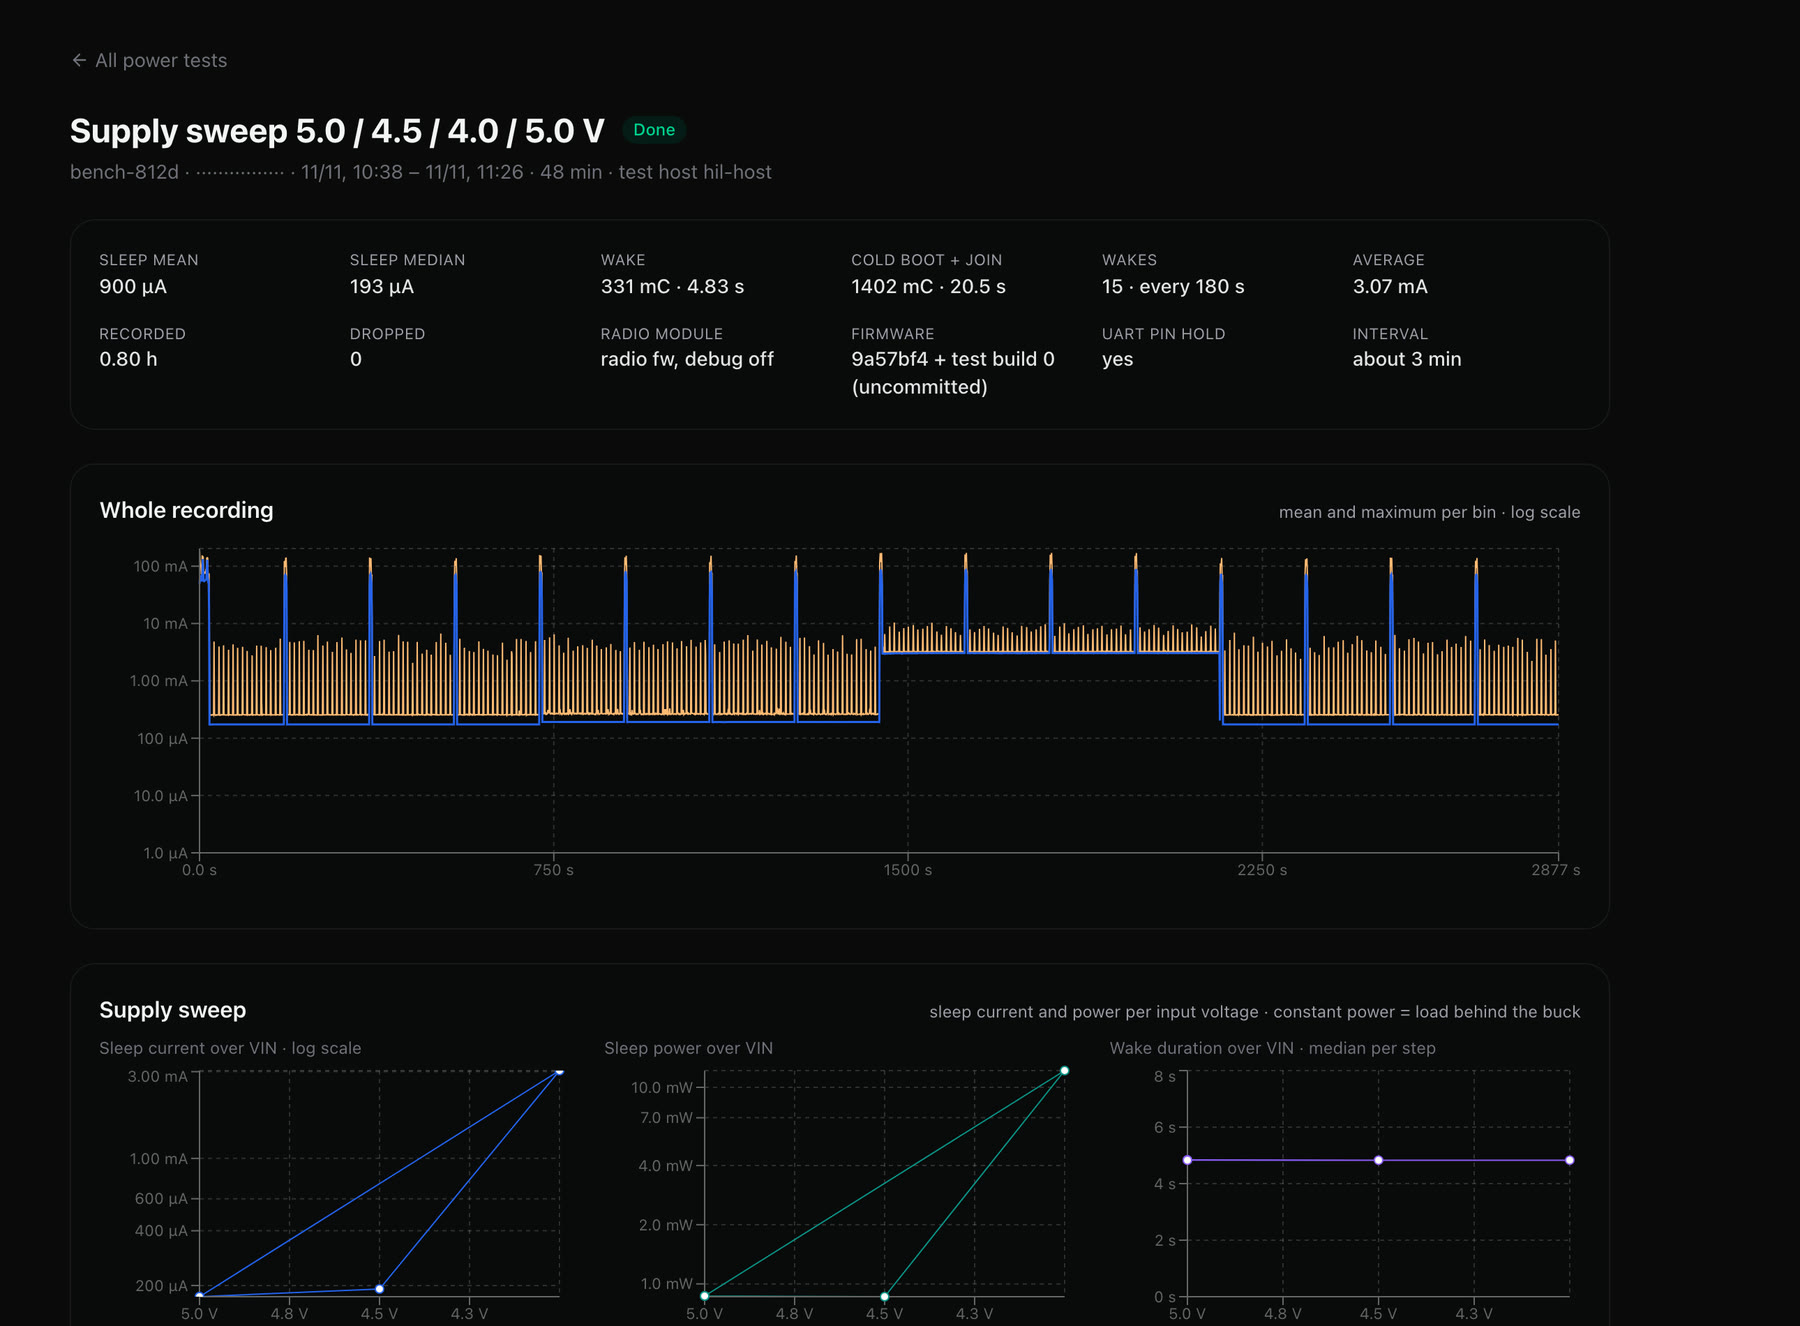 ← All power tests
Supply sweep 5.0 / 4.5 / 4.0 / 5.0 V Done
bench-812d · ················ · 11/11, 10:38 – 11/11, 11:26 · 48 min · test host hil-host
SLEEP MEAN SLEEP MEDIAN WAKE COLD BOOT + JOIN WAKES AVERAGE
900 µA 193 µA 331 mC · 4.83 s 1402 mC · 20.5 s 15 · every 180 s 3.07 mA
RECORDED DROPPED RADIO MODULE FIRMWARE UART PIN HOLD INTERVAL
0.80 h 0 radio fw, debug off 9a57bf4 + test build 0 yes about 3 min
(uncommitted)
Whole recording mean and maximum per bin · log scale
100 mA
10 mA
1.00 mA
100 µA
10.0 µA
1.0 µA
0.0 s 750 s 1500 s 2250 s 2877 s
Supply sweep sleep current and power per input voltage · constant power = load behind the buck
Sleep current over VIN · log scale
3.00 mA
1.00 mA
600 µA
400 µA
200 µA
5.0 V 4.8 V 4.5 V 4.3 V
Sleep power over VIN
10.0 mW
7.0 mW
4.0 mW
2.0 mW
1.0 mW
5.0 V 4.8 V 4.5 V 4.3 V
Wake duration over VIN · median per step
8 s
6 s
4 s
2 s
0 s
5.0 V 4.8 V 4.5 V 4.3 V